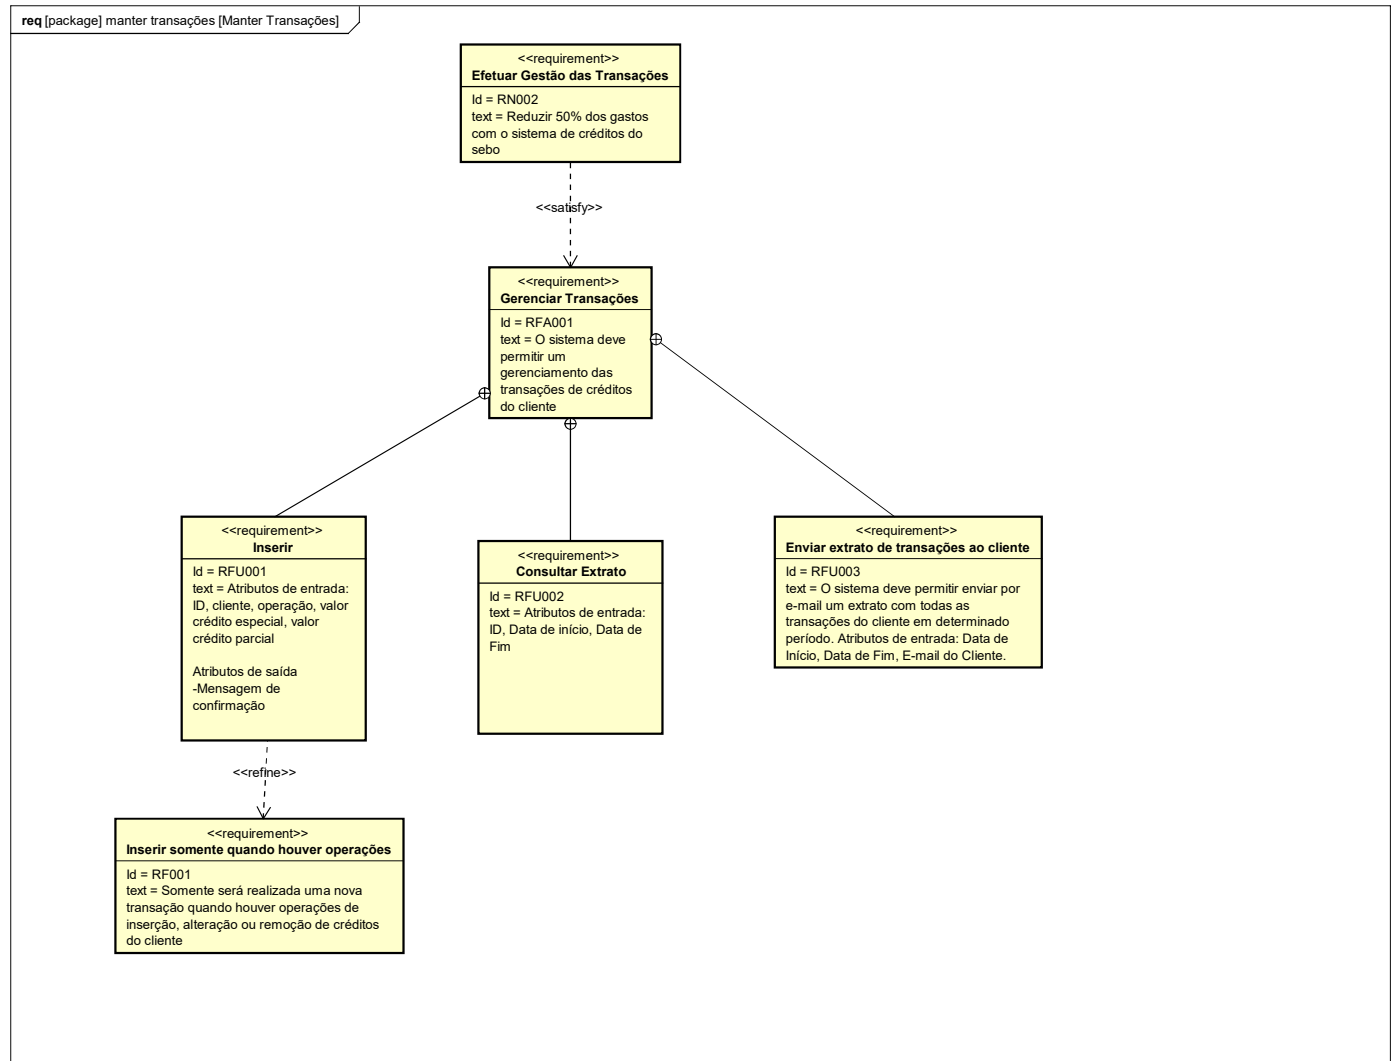 req [package] manter transações [Manter Transações]
<<requirement>>
Efetuar Gestão das Transações
Id = RN002
text = Reduzir 50% dos gastos
com o sistema de créditos do
sebo
<<satisfy>>
<<requirement>>
Gerenciar Transações
Id = RFA001
text = O sistema deve
permitir um
gerenciamento das
transações de créditos
do cliente
<<requirement>>
Inserir
Id = RFU001
text = Atributos de entrada:
ID, cliente, operação, valor
crédito especial, valor
crédito parcial
Atributos de saída
-Mensagem de
confirmação
<<requirement>>
Consultar Extrato
Id = RFU002
text = Atributos de entrada:
ID, Data de início, Data de
Fim
<<requirement>>
Enviar extrato de transações ao cliente
Id = RFU003
text = O sistema deve permitir enviar por
e-mail um extrato com todas as
transações do cliente em determinado
período. Atributos de entrada: Data de
Início, Data de Fim, E-mail do Cliente.
<<refine>>
<<requirement>>
Inserir somente quando houver operações
Id = RF001
text = Somente será realizada uma nova
transação quando houver operações de
inserção, alteração ou remoção de créditos
do cliente